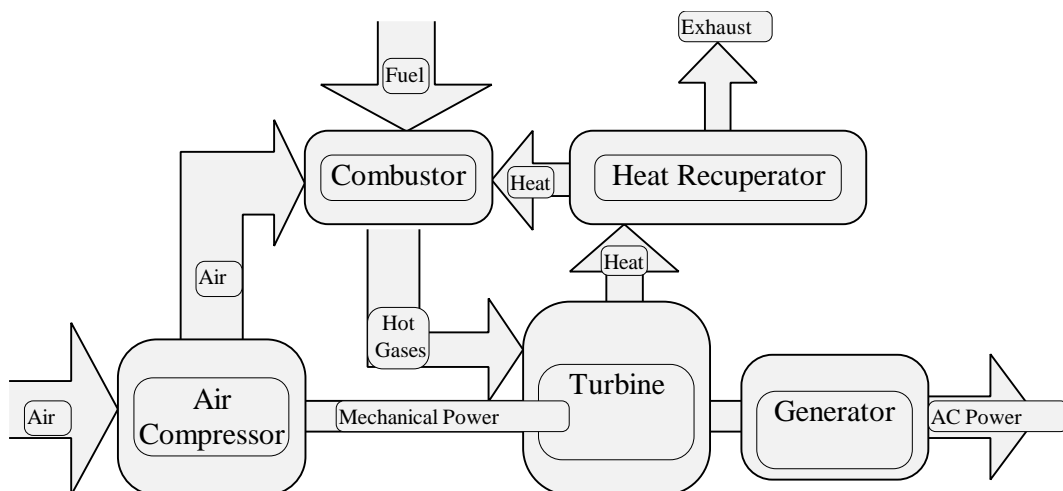 Exhaust
Fuel
Combustor
Heat
Heat Recuperator
Air
Heat
Hot
Gases
Air
Air
Compressor
Mechanical Power
Turbine
Generator
AC Power